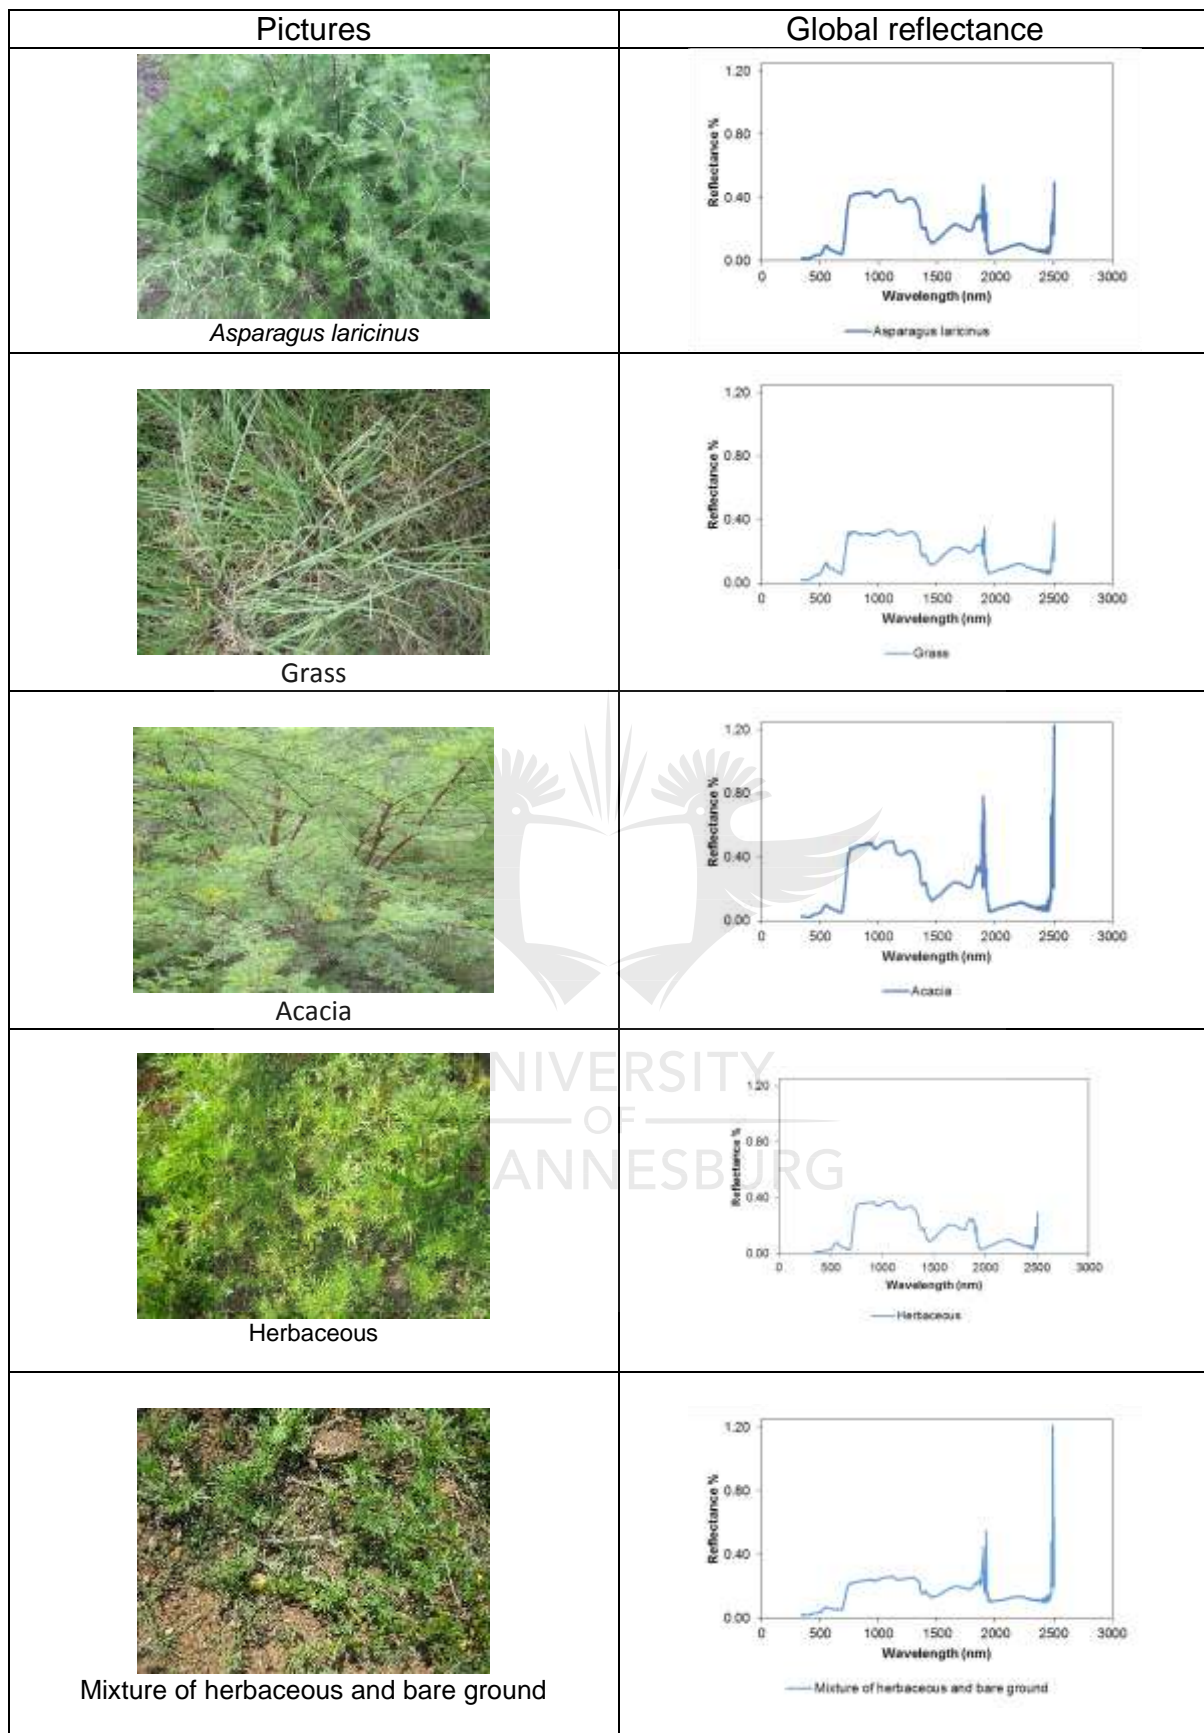 Pictures
Global reflectance
Asparagus laricinus
1.20
0.80
0.40
0.00
Reflectance %
0 500 1000 1500 2000 2500 3000
Wavelength (nm)
Asparagus laricinus
Grass
1.20
0.80
0.40
0.00
Reflectance %
0 500 1000 1500 2000 2500 3000
Wavelength (nm)
Grass
Acacia
1.20
0.80
0.40
0.00
Reflectance %
0 500 1000 1500 2000 2500 3000
Wavelength (nm)
Acacia
NIVERSITY
OF
ANNESBURG
Herbaceous
1.20
0.80
0.40
0.00
Reflectance %
0 500 1000 1500 2000 2500 3000
Wavelength (nm)
Herbaceous
Mixture of herbaceous and bare ground
1.20
0.80
0.40
0.00
Reflectance %
0 500 1000 1500 2000 2500 3000
Wavelength (nm)
Mixture of herbaceous and bare ground